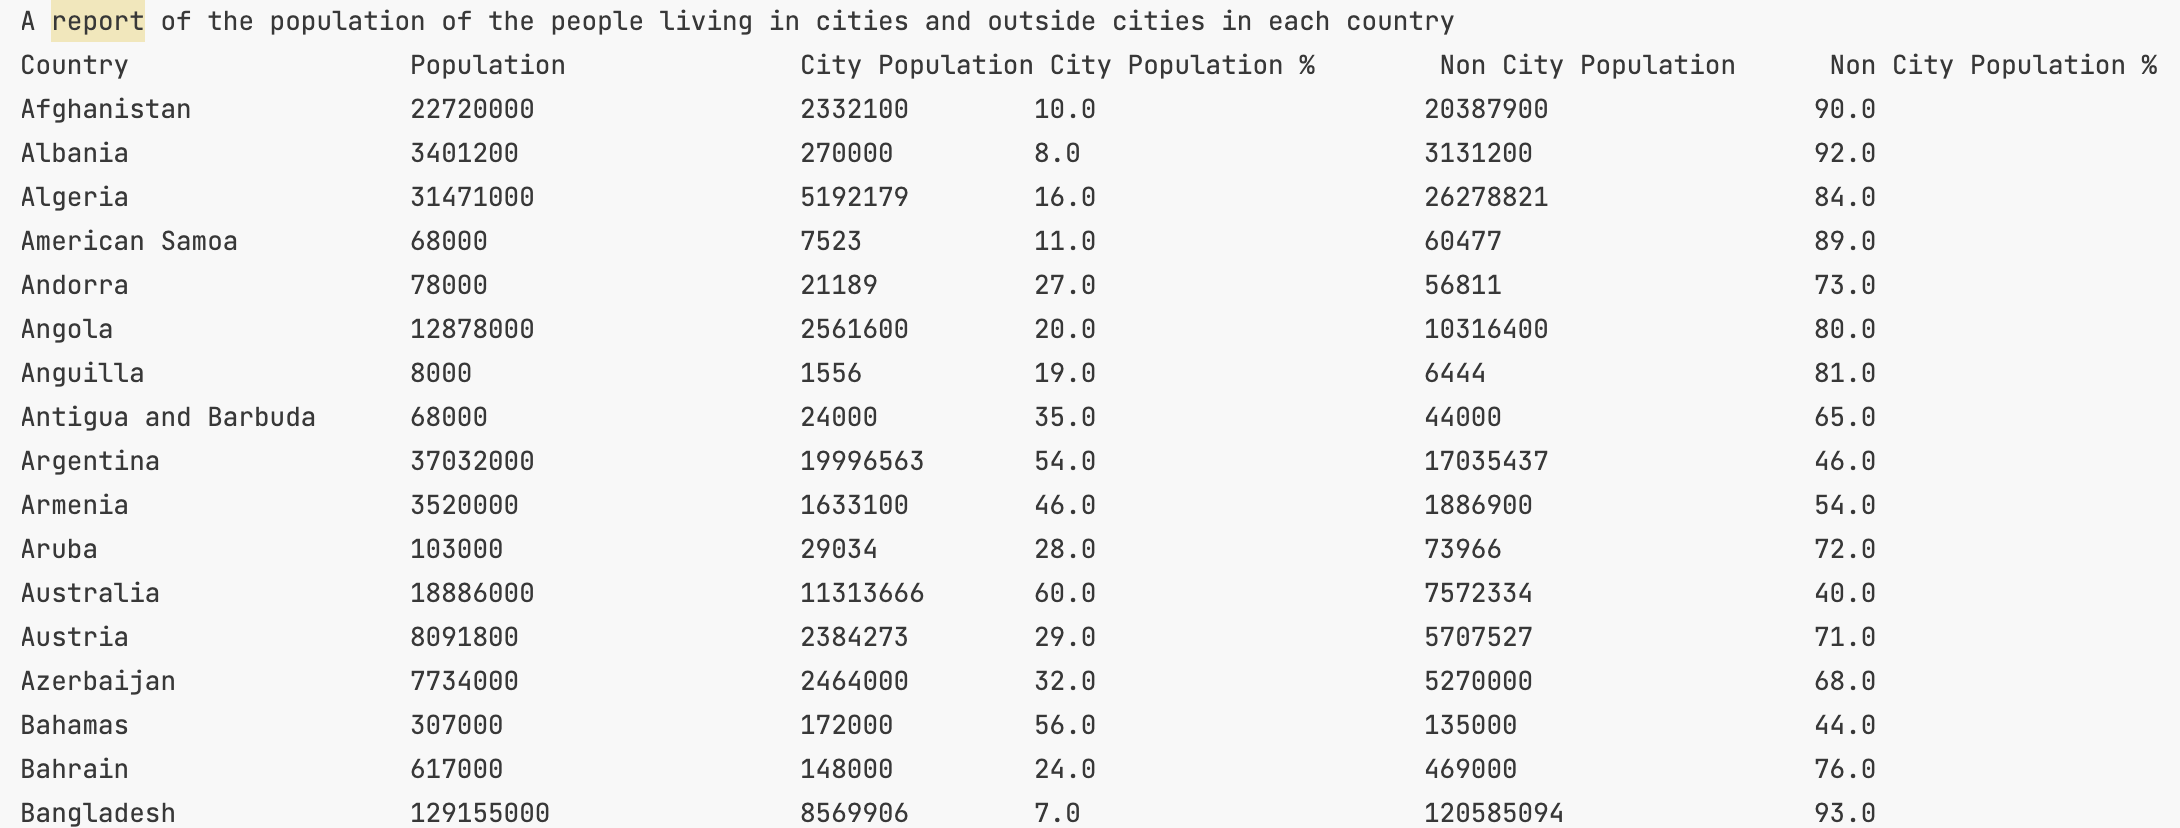 A report of the population of the people living in cities and outside cities in each country
Country Population City Population City Population % Non City Population Non City Population %
Afghanistan 22720000 2332100 10.0 20387900 90.0
Albania 3401200 270000 8.0 3131200 92.0
Algeria 31471000 5192179 16.0 26278821 84.0
American Samoa 68000 7523 11.0 60477 89.0
Andorra 78000 21189 27.0 56811 73.0
Angola 12878000 2561600 20.0 10316400 80.0
Anguilla 8000 1556 19.0 6444 81.0
Antigua and Barbuda 68000 24000 35.0 44000 65.0
Argentina 37032000 19996563 54.0 17035437 46.0
Armenia 3520000 1633100 46.0 1886900 54.0
Aruba 103000 29034 28.0 73966 72.0
Australia 18886000 11313666 60.0 7572334 40.0
Austria 8091800 2384273 29.0 5707527 71.0
Azerbaijan 7734000 2464000 32.0 5270000 68.0
Bahamas 307000 172000 56.0 135000 44.0
Bahrain 617000 148000 24.0 469000 76.0
Bangladesh 129155000 8569906 7.0 120585094 93.0